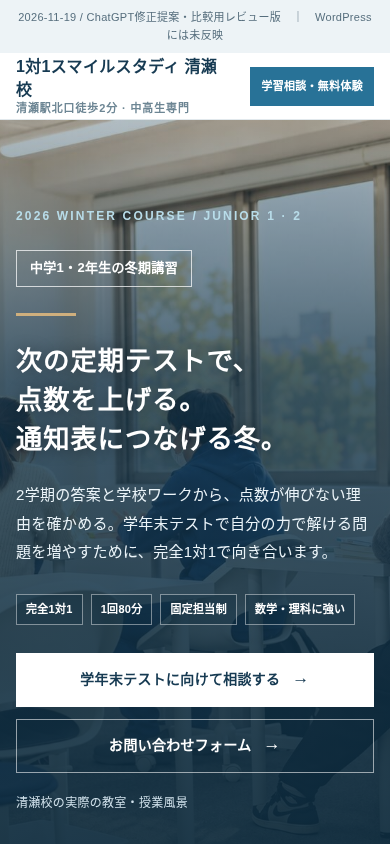 2026-11-19 / ChatGPT修正提案・比較用レビュー版　|　WordPress
には未反映
1対1スマイルスタディ 清瀬
校
清瀬駅北口徒歩2分 · 中高生専門
学習相談・無料体験
2026 WINTER COURSE / JUNIOR 1 · 2
中学1・2年生の冬期講習
次の定期テストで、
点数を上げる。
通知表につなげる冬。
2学期の答案と学校ワークから、点数が伸びない理
由を確かめる。学年末テストで自分の力で解ける問
題を増やすために、完全1対1で向き合います。
完全1対1
1回80分
固定担当制
数学・理科に強い
学年末テストに向けて相談する →
お問い合わせフォーム →
清瀬校の実際の教室・授業風景